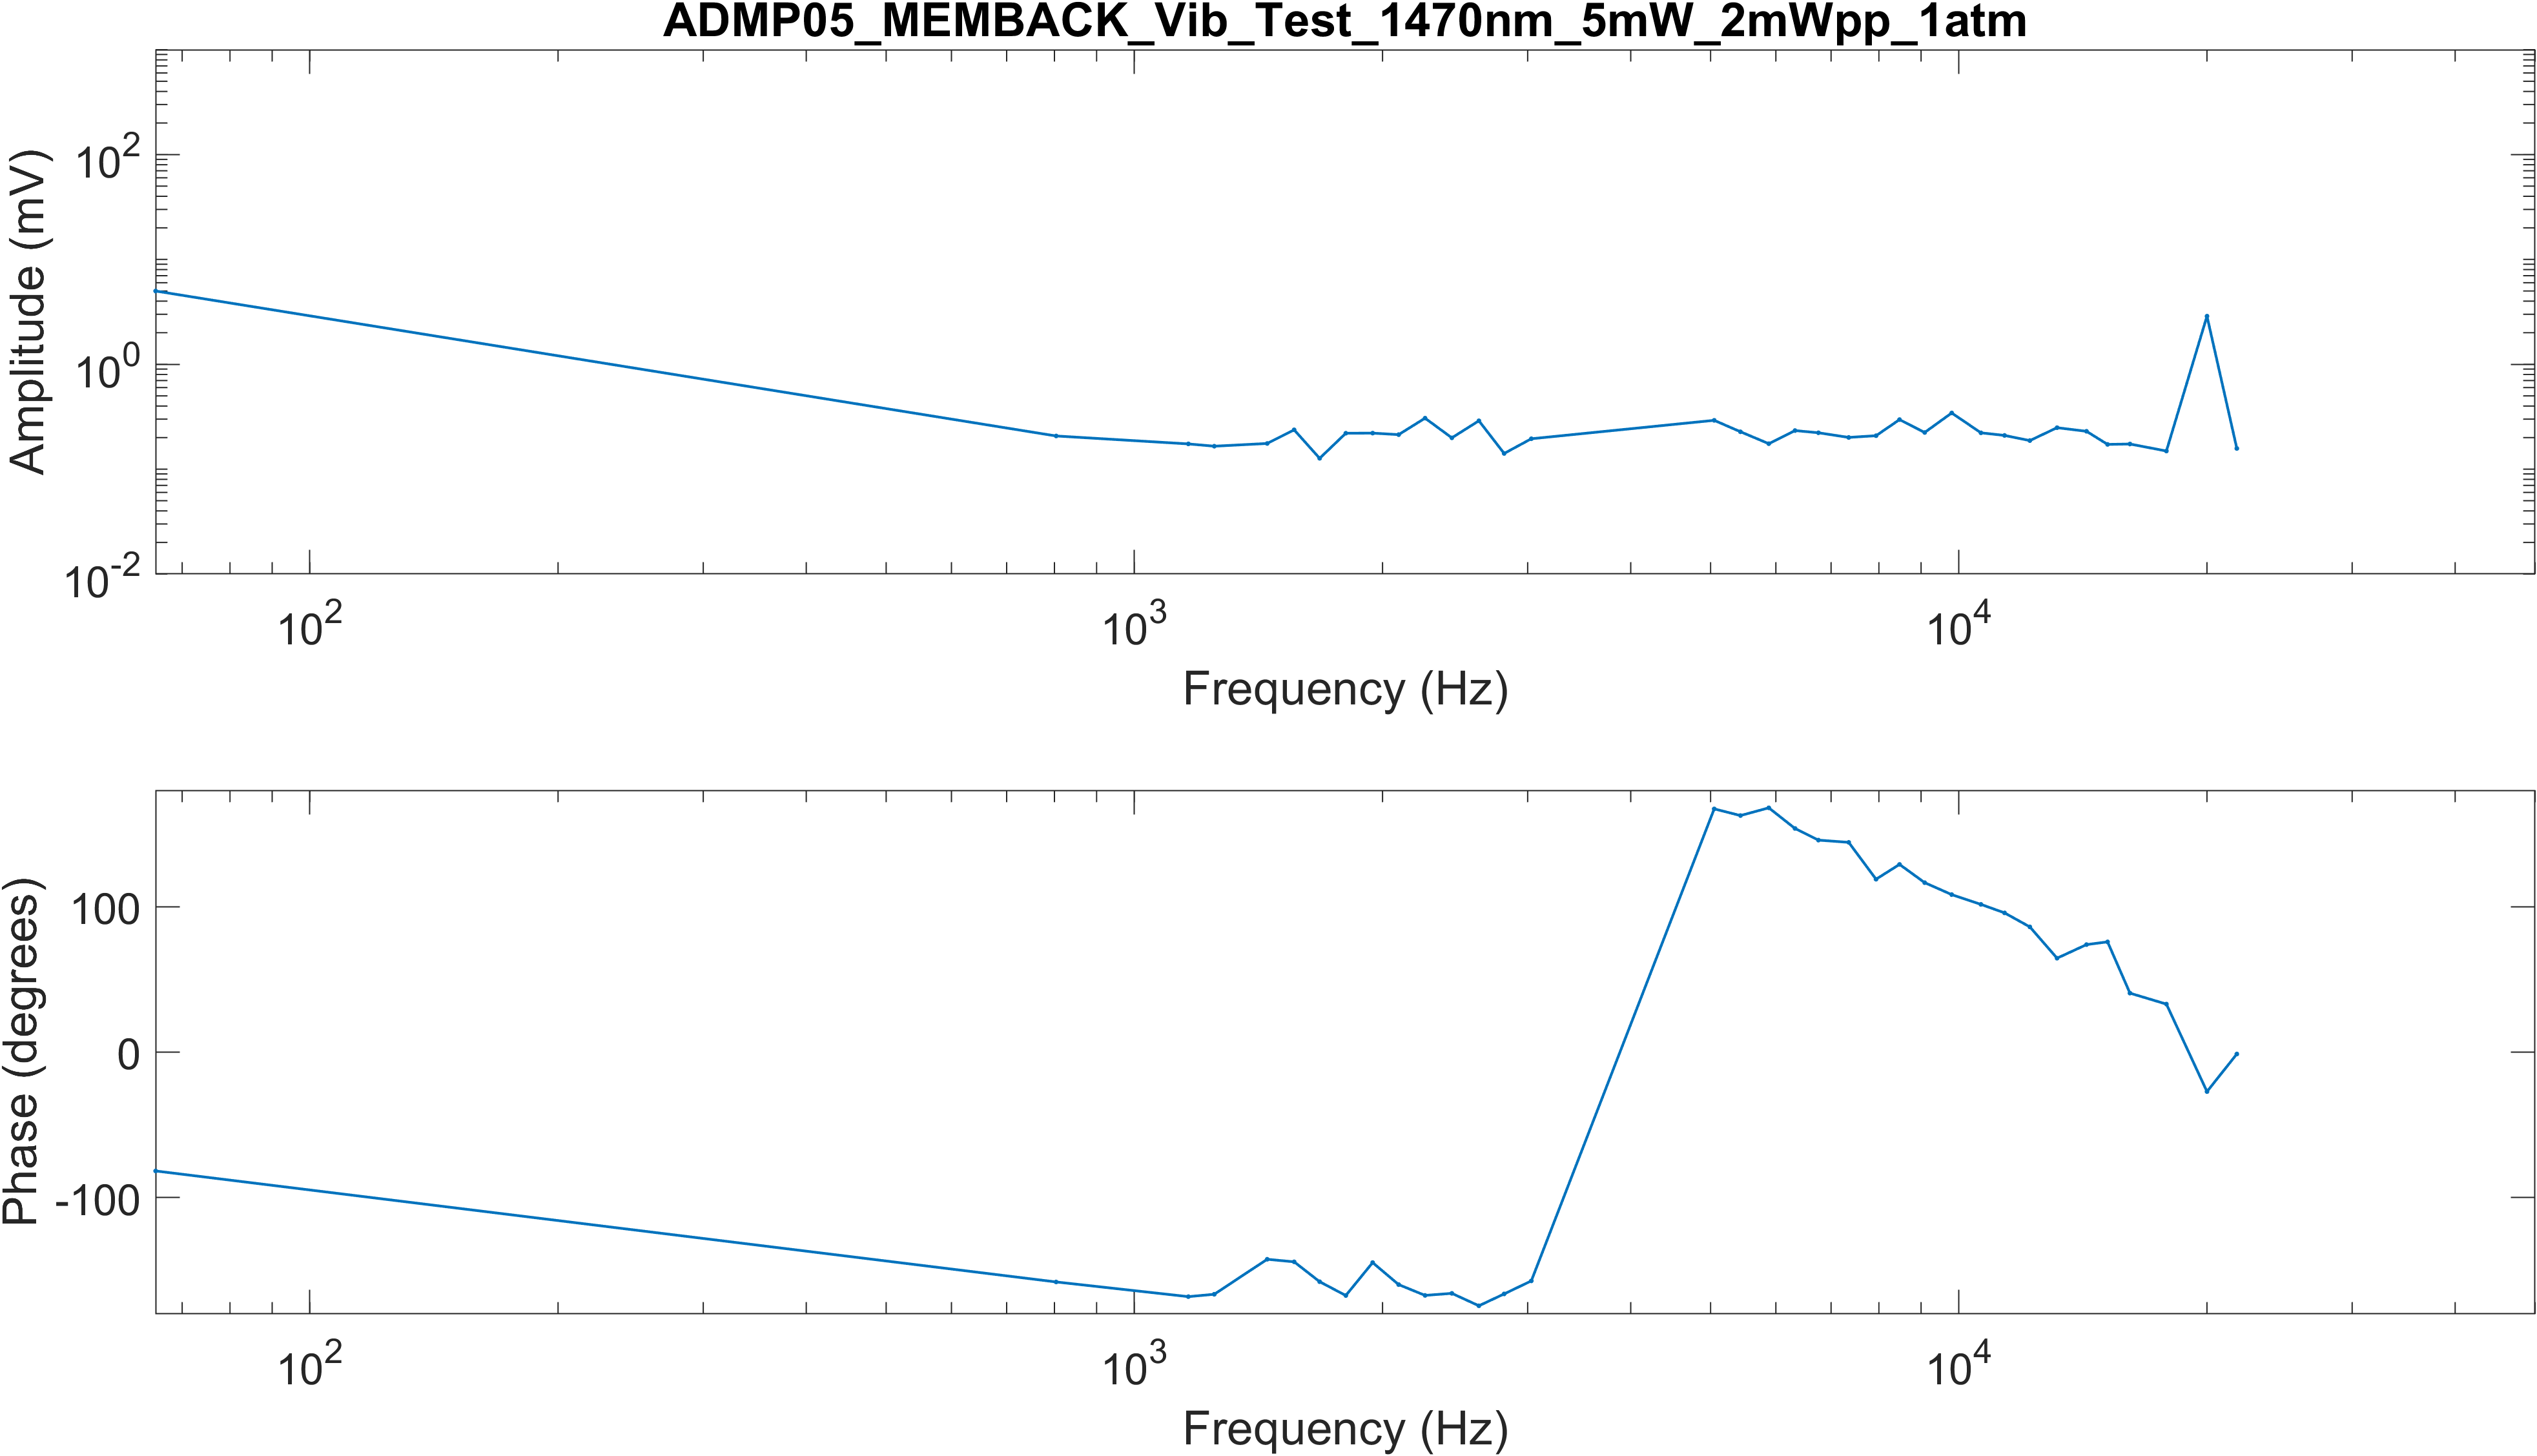 ADMP05_MEMBACK_Vib_Test_1470nm_5mW_2mWpp_1atm
Amplitude (mV)
10^2
10^0
10^-2
10^2 10^3 10^4
Frequency (Hz)
Phase (degrees)
100
0
-100
10^2 10^3 10^4
Frequency (Hz)